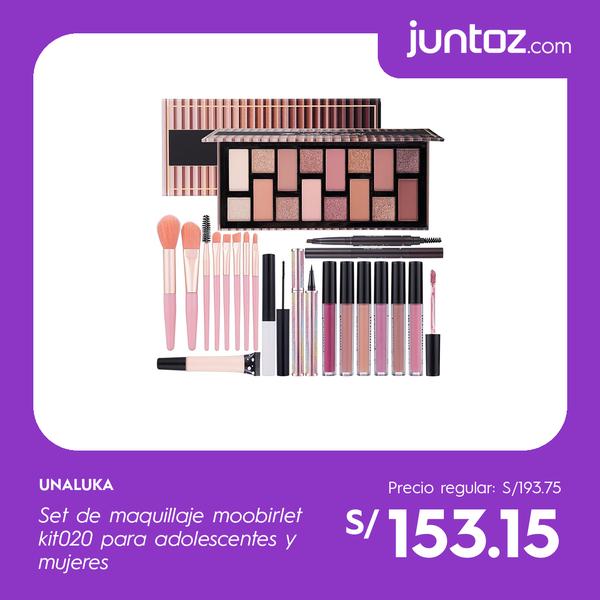 juntoz.com
UNALUKA
Set de maquillaje moobirlet
kit020 para adolescentes y
mujeres
Precio regular: S/193.75
S/153.15